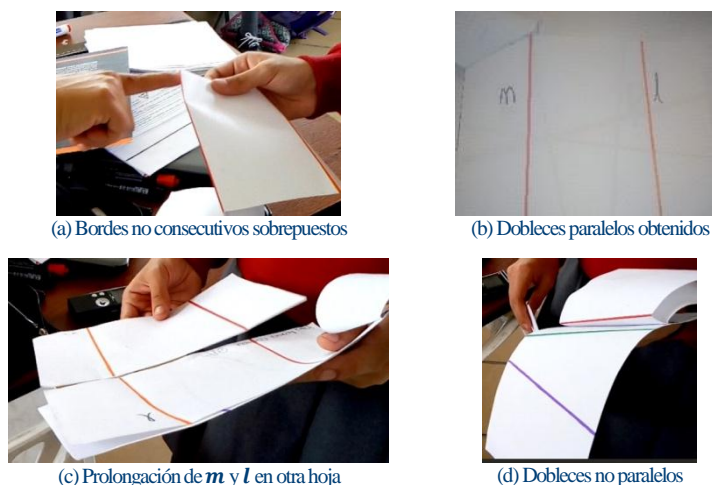 m
l
(a) Bordes no consecutivos sobrepuestos
(b) Dobleces paralelos obtenidos
(c) Prolongación de m y l en otra hoja
(d) Dobleces no paralelos